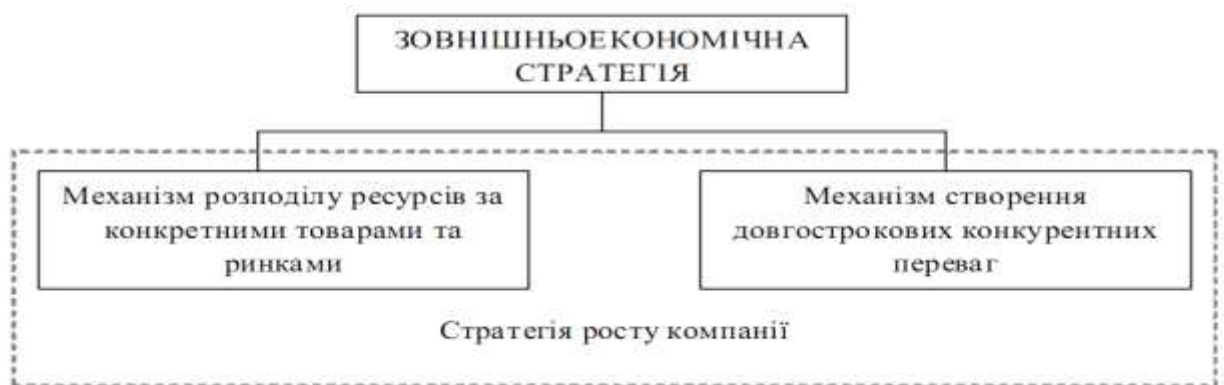 ЗОВНІШНЬОЕКОНОМІЧНА
СТРАТЕГІЯ
Механізм розподілу ресурсів за
конкретними товарами та
ринками
Механізм створення
довгострокових конкурентних
переваг
Стратегія росту компанії